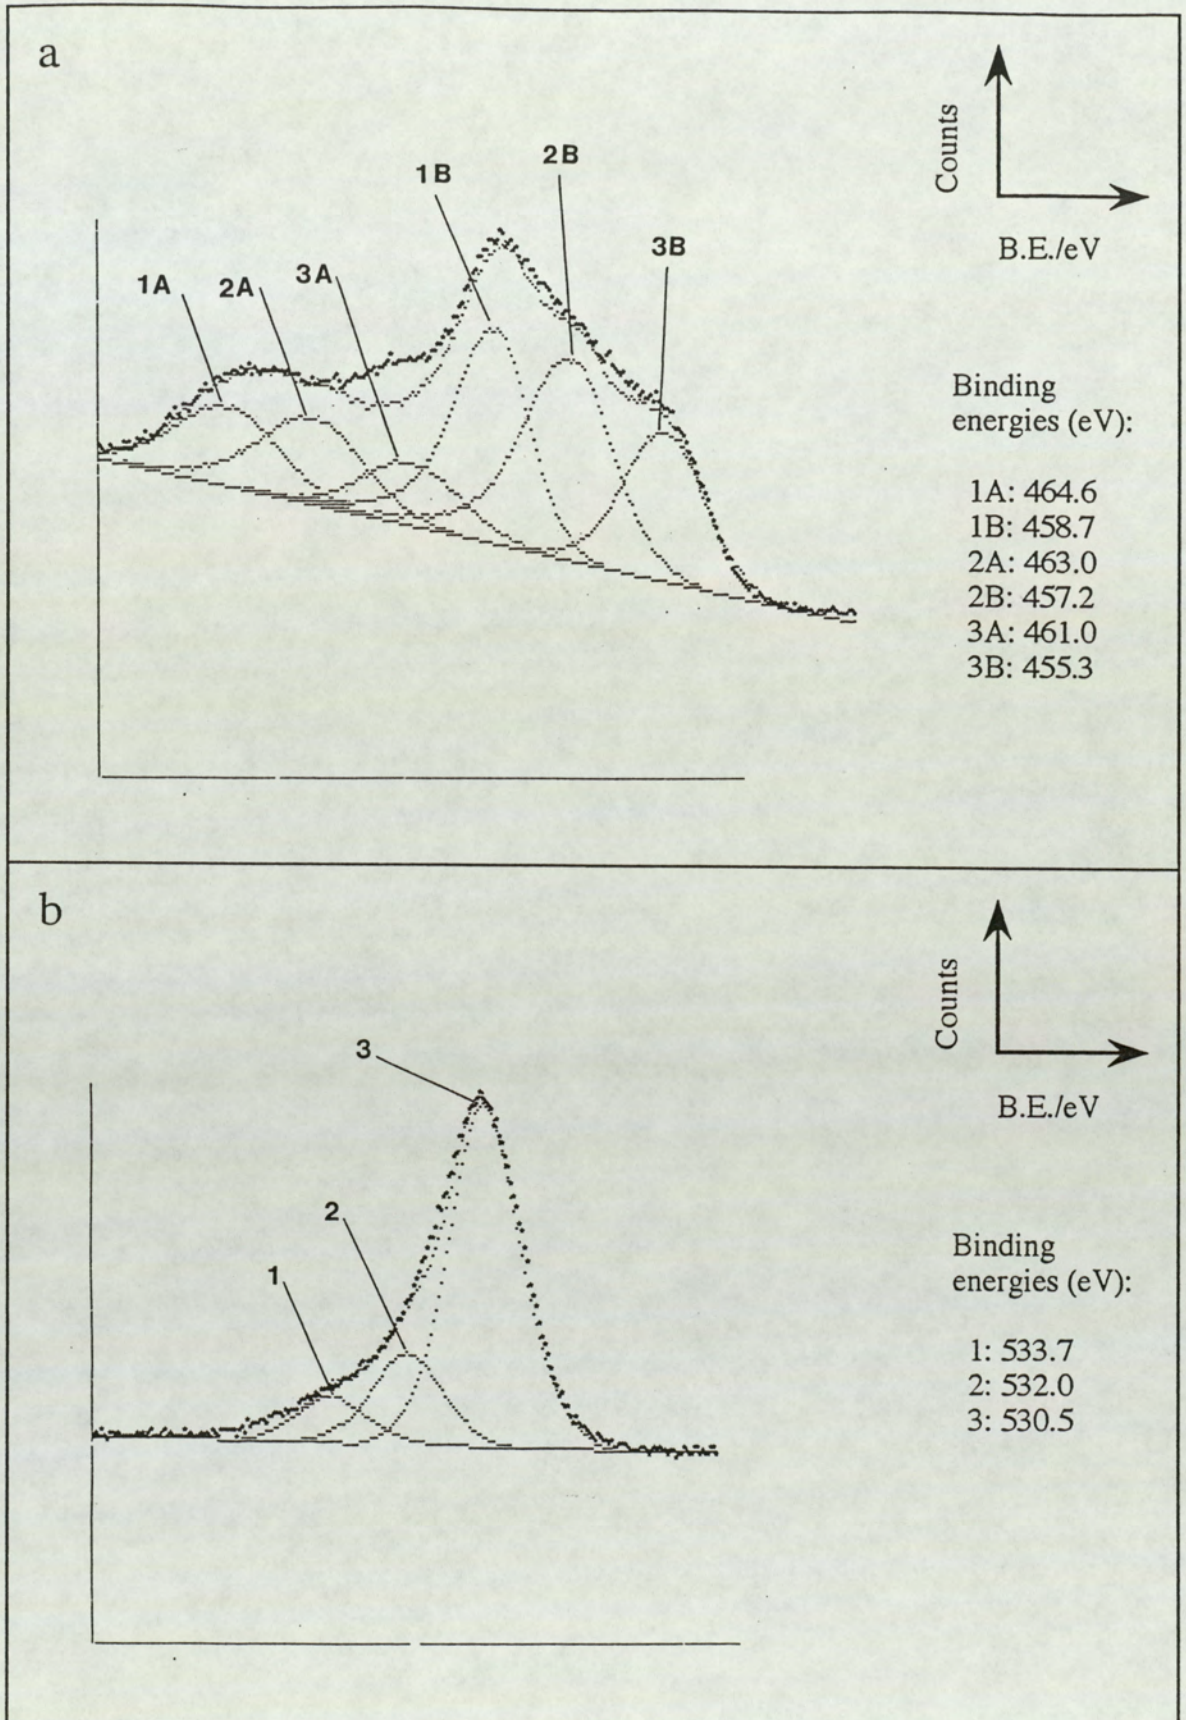 a
Counts
B.E./eV
1A
2A
3A
1B
2B
3B
Binding
energies (eV):
1A: 464.6
1B: 458.7
2A: 463.0
2B: 457.2
3A: 461.0
3B: 455.3
b
Counts
B.E./eV
3
2
1
Binding
energies (eV):
1: 533.7
2: 532.0
3: 530.5